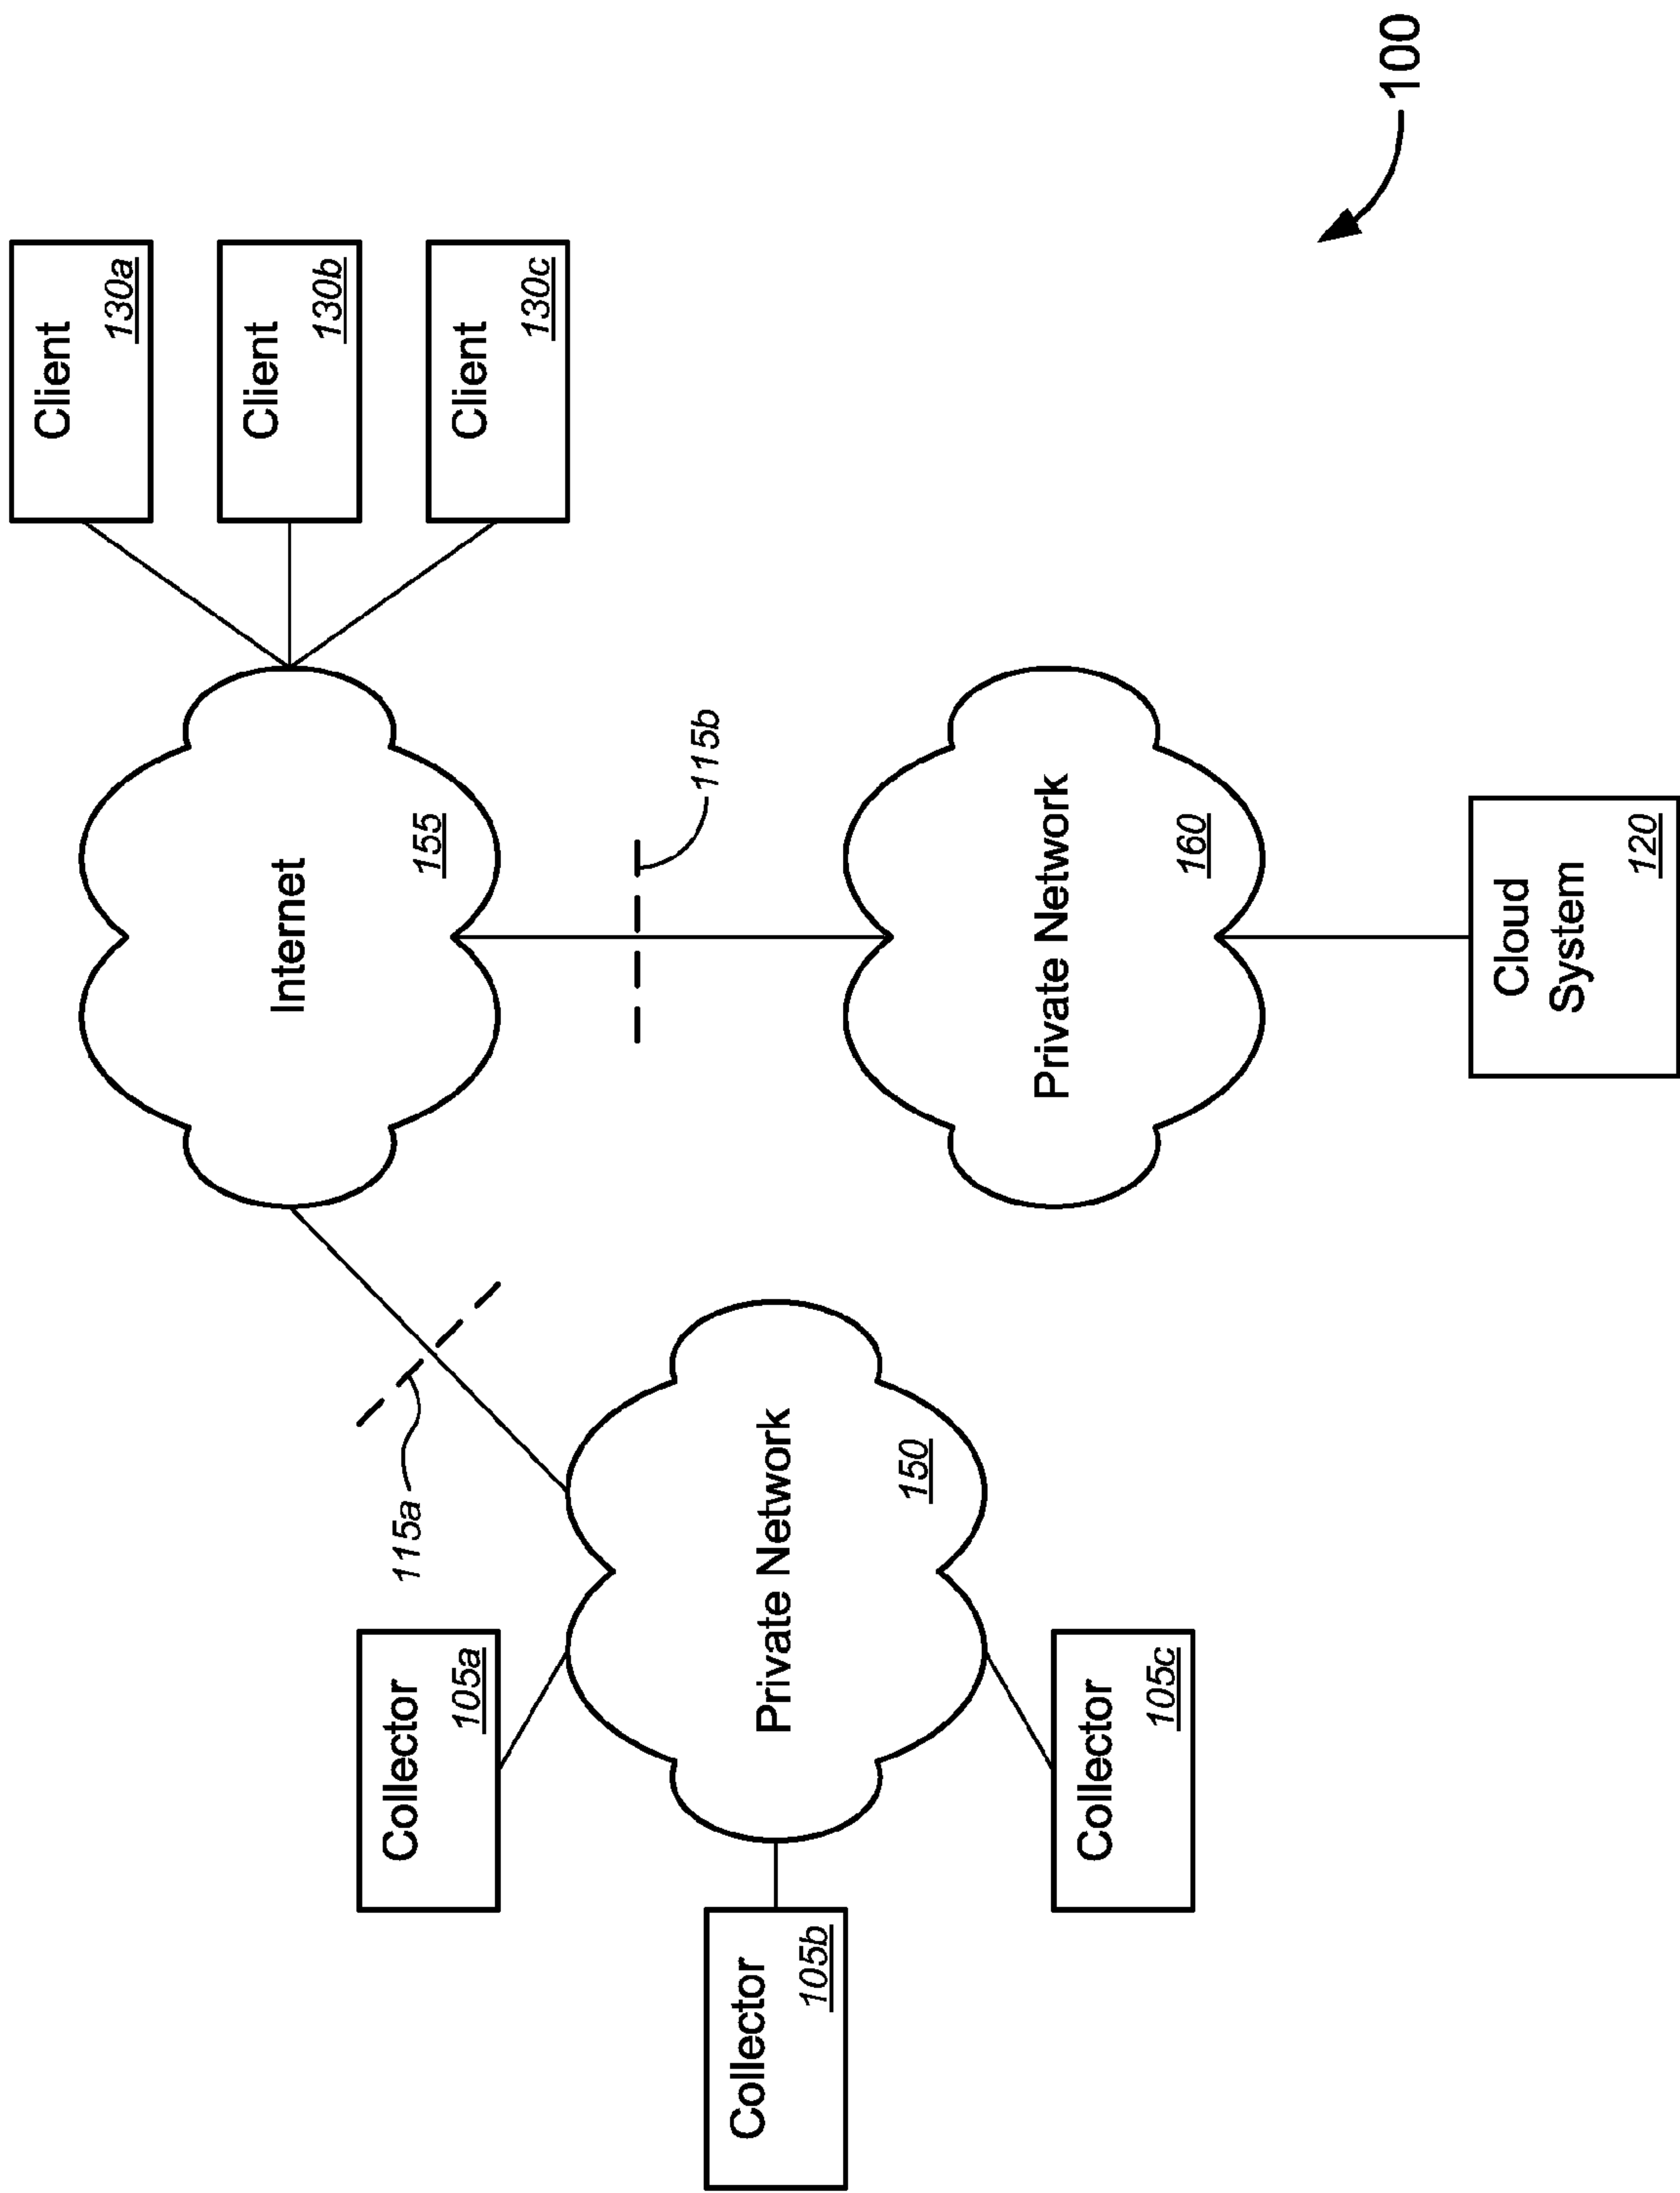 Collector
105a
Collector
105b
Collector
105c
Private Network
150
115a
Internet
155
115b
Private Network
160
Cloud
System
120
Client
130a
Client
130b
Client
130c
100